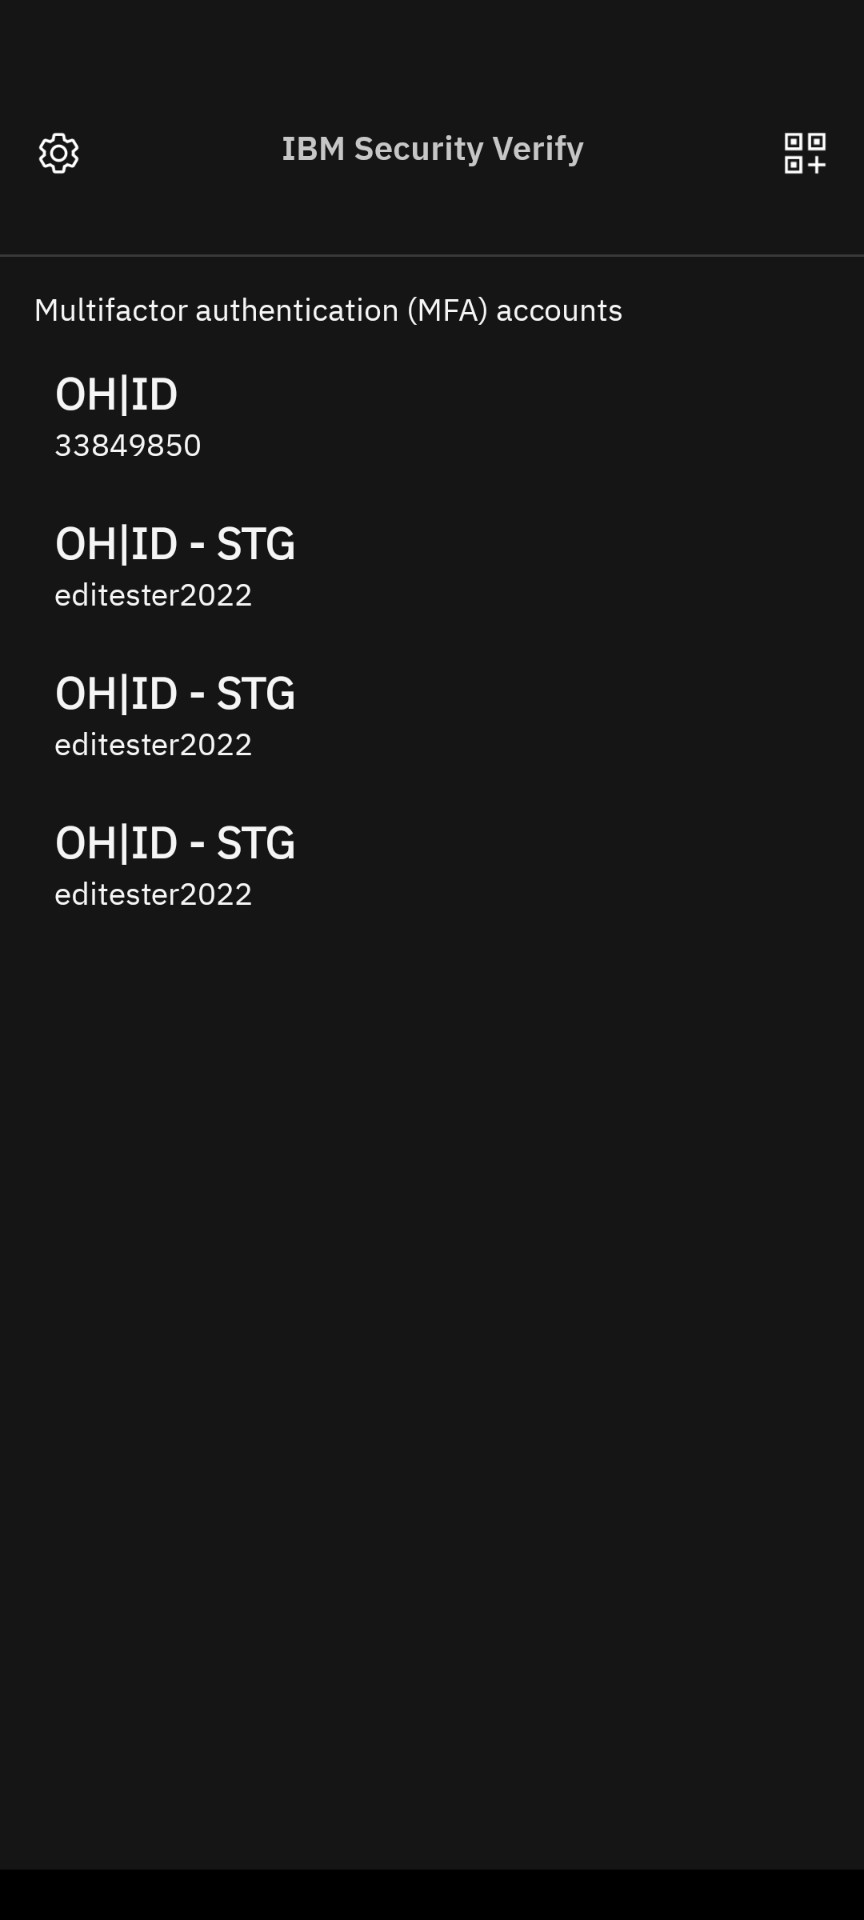 IBM Security Verify
Multifactor authentication (MFA) accounts
OH|ID
33849850
OH|ID - STG
editester2022
OH|ID - STG
editester2022
OH|ID - STG
editester2022